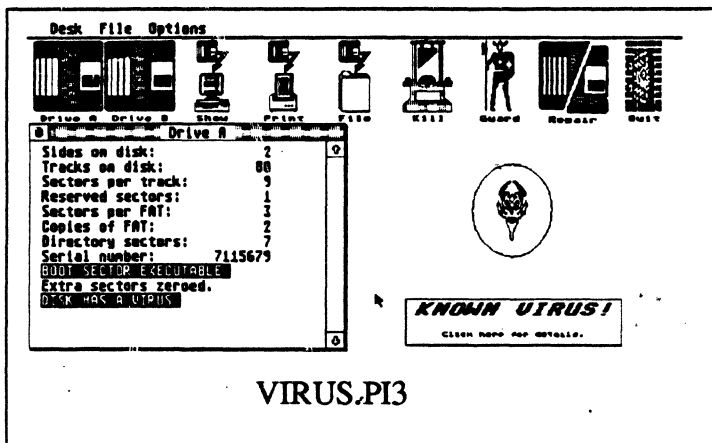 Desk File Options
Drive A Drive B Show Print File Kill Guard Repair Quit
Drive A
Sides on disk: 2
Tracks on disk: 80
Sectors per track: 9
Reserved sectors: 1
Sectors per FAT: 3
Copies of FAT: 2
Directory sectors: 7
Serial number: 7115679
BOOT SECTOR EXECUTABLE
Extra sectors zeroed.
DISK HAS A VIRUS
KNOWN VIRUS!
Click here for details.
VIRUS.PI3